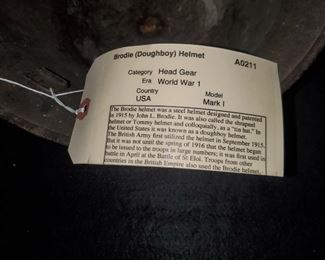 Brodie (Doughboy) Helmet
A0211
Category Head Gear
Era World War 1
Country Model
USA Mark I
The Brodie helmet was a steel helmet designed and patented
in 1915 by John L. Brodie. It was also called the shrapnel
helmet or Tommy helmet and colloquially, as a "tin hat." In
the United States it was known as a doughboy helmet.
The British Army first utilized the helmet in September 1915.
But it was not until the spring of 1916 that the helmet began
to be issued to the troops in large numbers; it was first used in
battle in April at the Battle of St Eloi. Troops from other
countries in the British Empire also used the Brodie helmet.